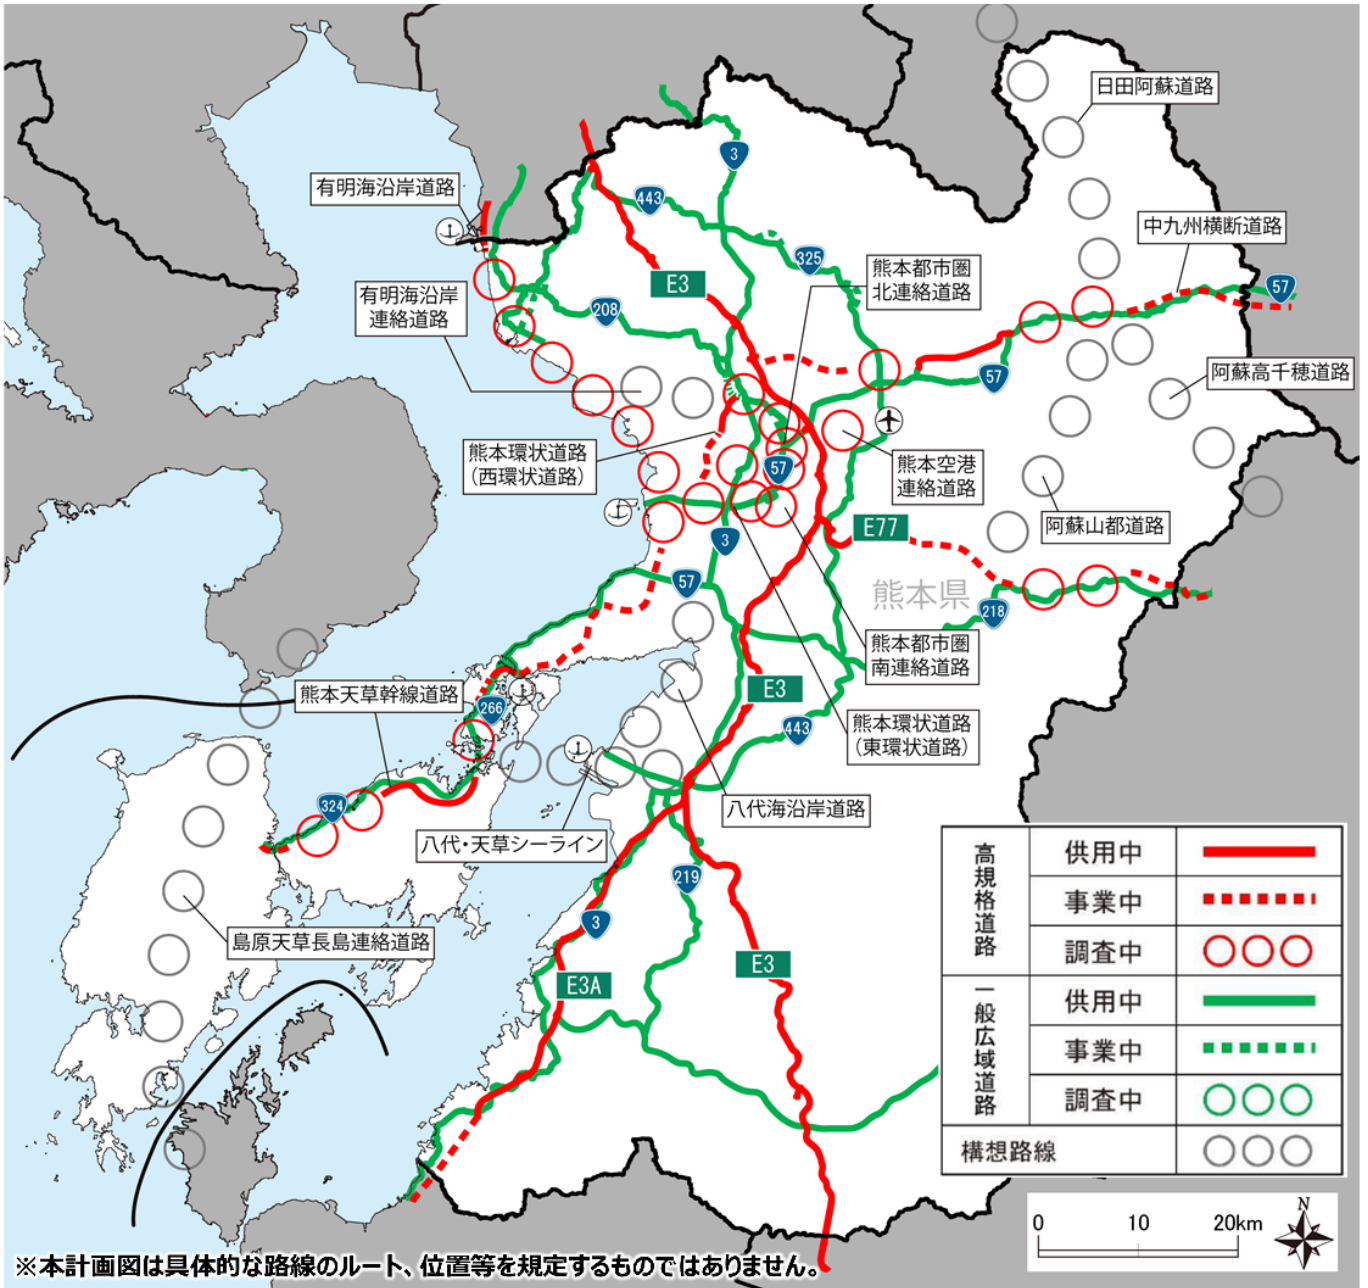 日田阿蘇道路
3
有明海沿岸道路
443
中九州横断道路
325
熊本都市圏
北連絡道路
57
E3
有明海沿岸
連絡道路
208
57
阿蘇高千穂道路
熊本環状道路
(西環状道路)
57
熊本空港
連絡道路
阿蘇山都道路
E77
3
57
熊本県
218
熊本都市圏
南連絡道路
熊本天草幹線道路
266
E3
熊本環状道路
(東環状道路)
443
324
八代海沿岸道路
八代・天草シーライン
219
3
島原天草長島連絡道路
E3
E3A
高規格道路
供用中
事業中
調査中
一般広域道路
供用中
事業中
調査中
構想路線
N
0 10 20km
※本計画図は具体的な路線のルート、位置等を規定するものではありません。